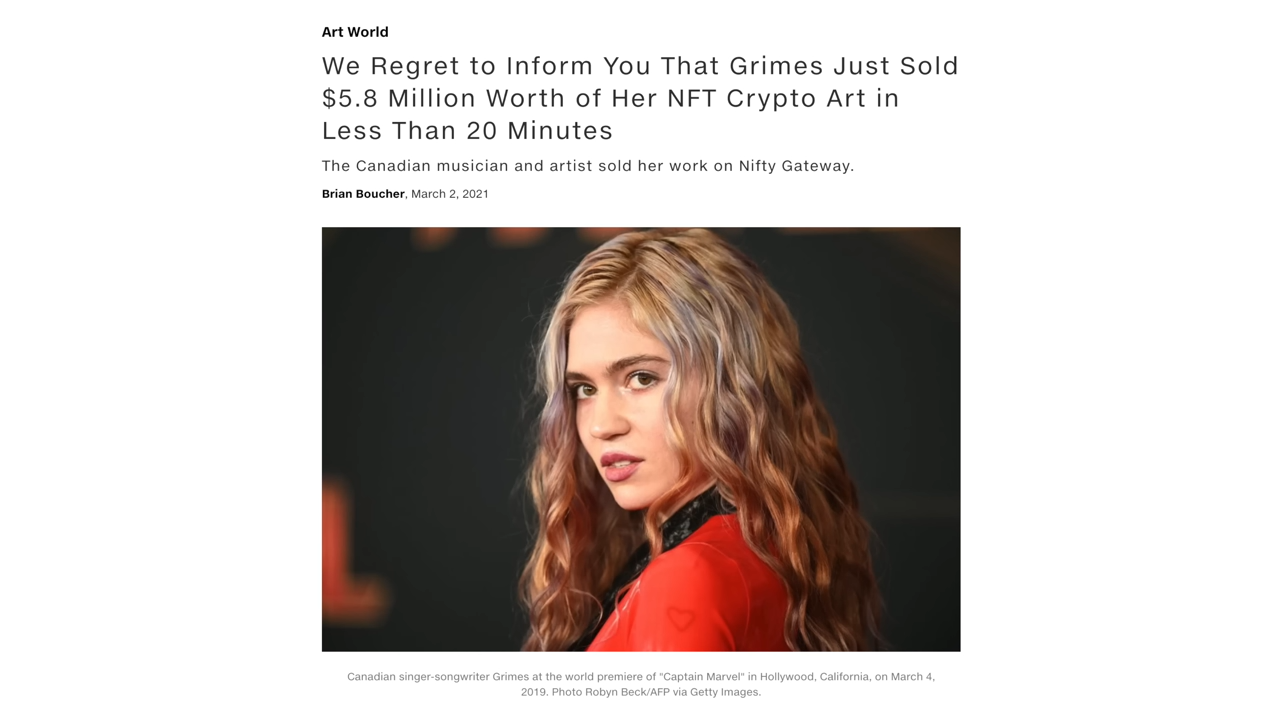 Art World
We Regret to Inform You That Grimes Just Sold
$5.8 Million Worth of Her NFT Crypto Art in
Less Than 20 Minutes
The Canadian musician and artist sold her work on Nifty Gateway.
Brian Boucher, March 2, 2021
L
Canadian singer-songwriter Grimes at the world premiere of "Captain Marvel" in Hollywood, California, on March 4,
2019. Photo Robyn Beck/AFP via Getty Images.